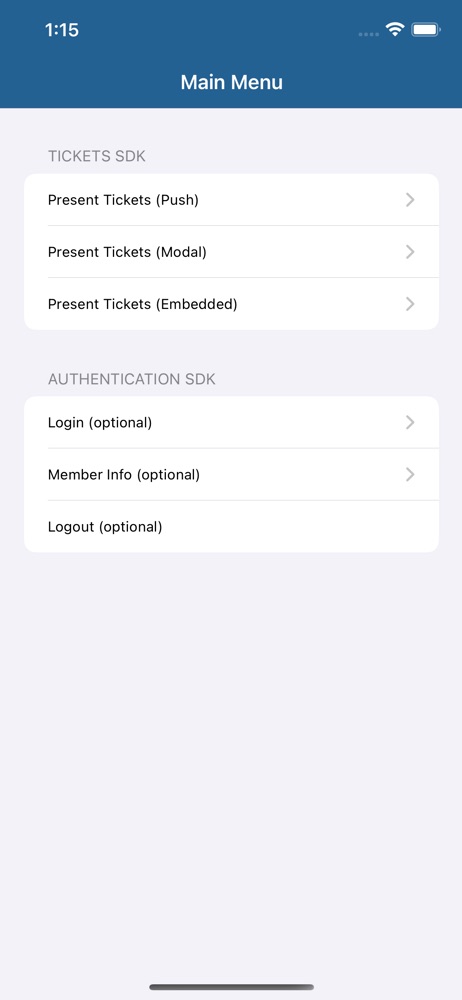 1:15
Main Menu
TICKETS SDK
Present Tickets (Push)
Present Tickets (Modal)
Present Tickets (Embedded)
AUTHENTICATION SDK
Login (optional)
Member Info (optional)
Logout (optional)